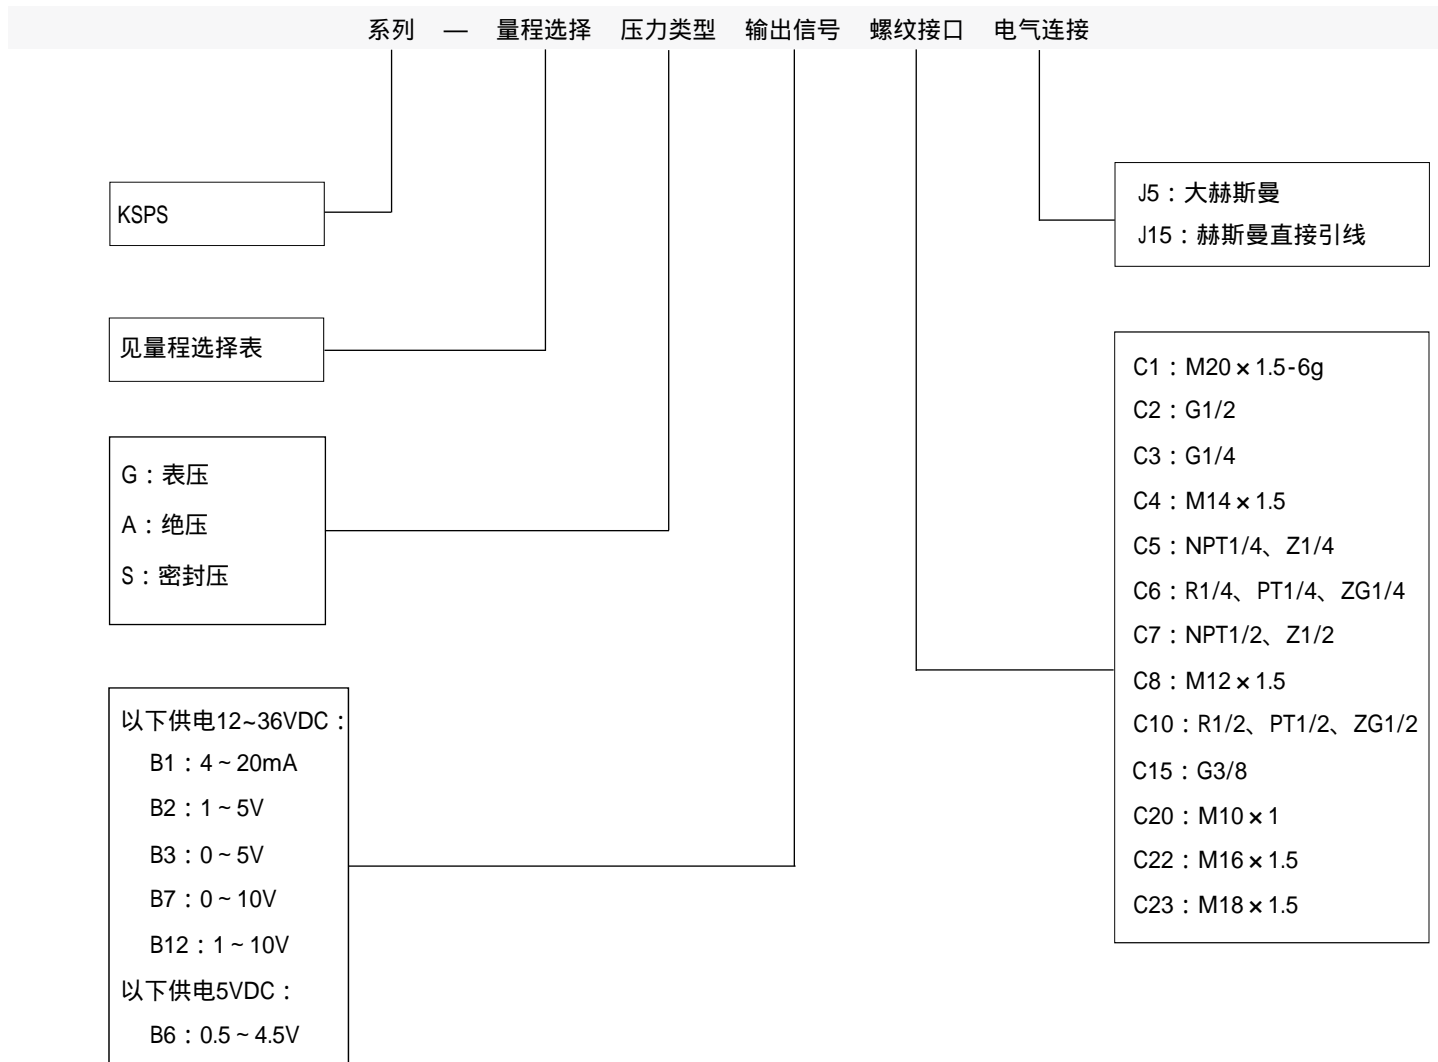 系列 — 量程选择 压力类型 输出信号 螺纹接口 电气连接
KSPS
见量程选择表
G：表压
A：绝压
S：密封压
以下供电12~36VDC：
B1：4～20mA
B2：1～5V
B3：0～5V
B7：0～10V
B12：1～10V
以下供电5VDC：
B6：0.5～4.5V
J5：大赫斯曼
J15：赫斯曼直接引线
C1：M20×1.5-6g
C2：G1/2
C3：G1/4
C4：M14×1.5
C5：NPT1/4、Z1/4
C6：R1/4、PT1/4、ZG1/4
C7：NPT1/2、Z1/2
C8：M12×1.5
C10：R1/2、PT1/2、ZG1/2
C15：G3/8
C20：M10×1
C22：M16×1.5
C23：M18×1.5